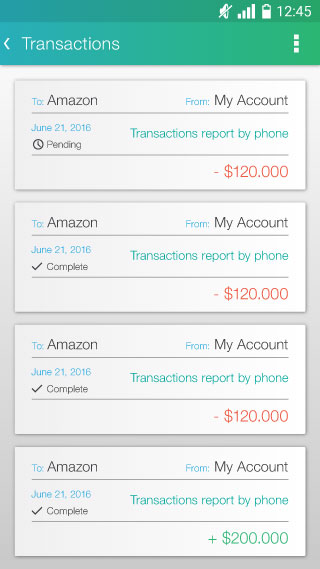 12:45
Transactions
To: Amazon From: My Account
June 21, 2016 Transactions report by phone
Pending
- $120.000
To: Amazon From: My Account
June 21, 2016 Transactions report by phone
Complete
- $120.000
To: Amazon From: My Account
June 21, 2016 Transactions report by phone
Complete
- $120.000
To: Amazon From: My Account
June 21, 2016 Transactions report by phone
Complete
+ $200.000